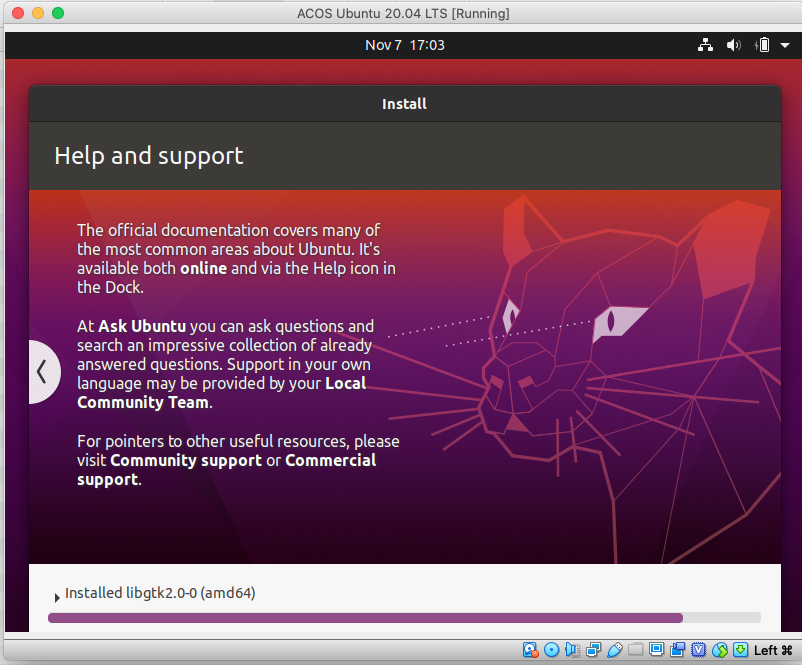 ACOS Ubuntu 20.04 LTS [Running]
Nov 7 17:03
Install
Help and support
The official documentation covers many of
the most common areas about Ubuntu. It's
available both online and via the Help icon in
the Dock.
At Ask Ubuntu you can ask questions and
search an impressive collection of already
answered questions. Support in your own
language may be provided by your Local
Community Team.
For pointers to other useful resources, please
visit Community support or Commercial
support.
Installed libgtk2.0-0 (amd64)
Left ⌘